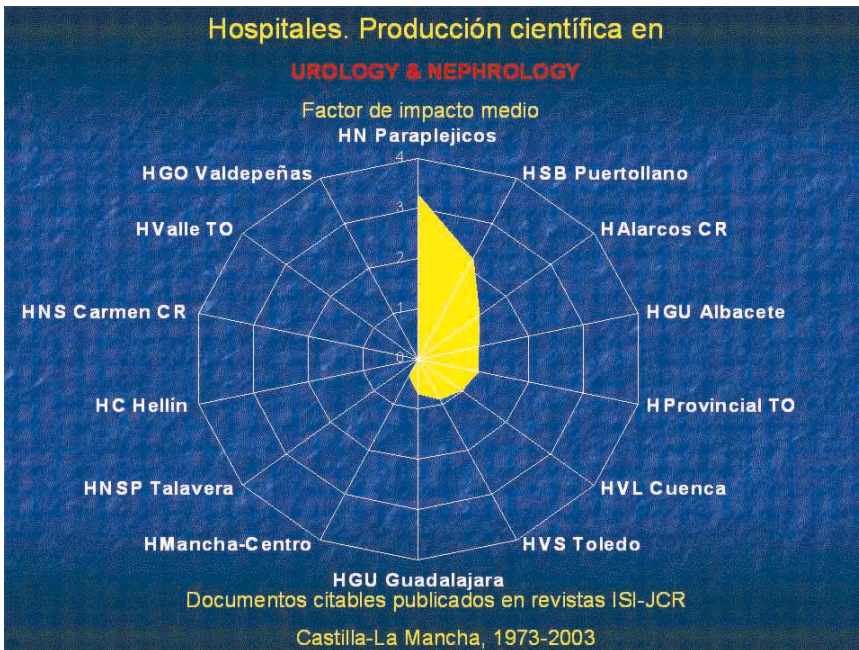 Hospitales. Producción científica en
UROLOGY & NEPHROLOGY
Factor de impacto medio
HN Paraplejicos
HSB Puertollano
HAlarcos CR
HGU Albacete
HProvincial TO
HVL Cuenca
HVS Toledo
HGU Guadalajara
HMancha-Centro
HNSP Talavera
HC Hellín
HNS Carmen CR
HValle TO
HGO Valdepeñas
4
3
2
1
0
Documentos citables publicados en revistas ISI-JCR
Castilla-La Mancha, 1973-2003